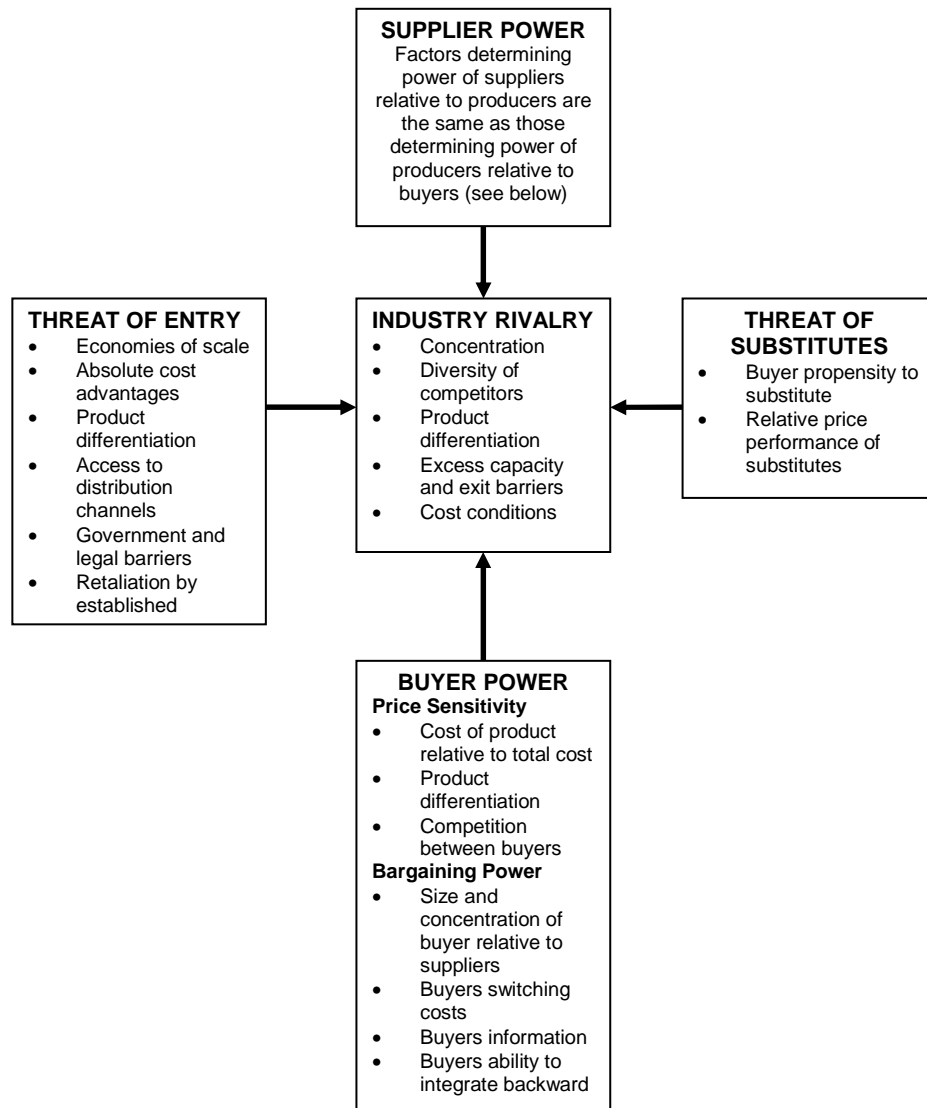 SUPPLIER POWER
Factors determining
power of suppliers
relative to producers are
the same as those
determining power of
producers relative to
buyers (see below)
THREAT OF ENTRY
• Economies of scale
• Absolute cost
advantages
• Product
differentiation
• Access to
distribution
channels
• Government and
legal barriers
• Retaliation by
established
INDUSTRY RIVALRY
• Concentration
• Diversity of
competitors
• Product
differentiation
• Excess capacity
and exit barriers
• Cost conditions
THREAT OF
SUBSTITUTES
• Buyer propensity to
substitute
• Relative price
performance of
substitutes
BUYER POWER
Price Sensitivity
• Cost of product
relative to total cost
• Product
differentiation
• Competition
between buyers
Bargaining Power
• Size and
concentration of
buyer relative to
suppliers
• Buyers switching
costs
• Buyers information
• Buyers ability to
integrate backward